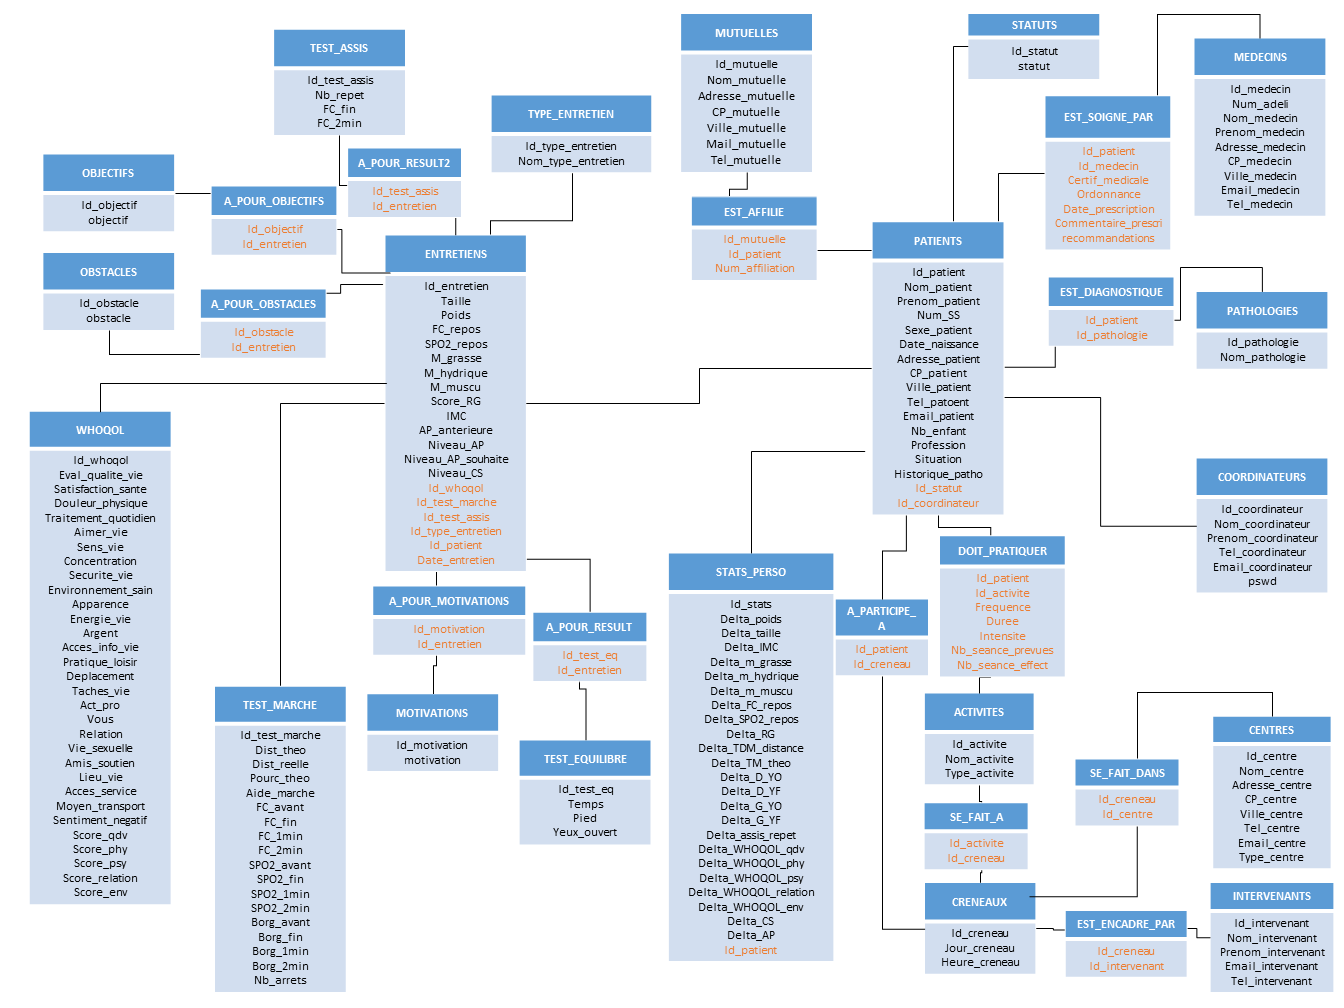 TEST_ASSIS
Id_test_assis
Nb_repet
FC_fin
FC_2min
MUTUELLES
Id_mutuelle
Nom_mutuelle
Adresse_mutuelle
CP_mutuelle
Ville_mutuelle
Mail_mutuelle
Tel_mutuelle
STATUTS
Id_statut
statut
MEDECINS
Id_medecin
Num_adeli
Nom_medecin
Prenom_medecin
Adresse_medecin
CP_medecin
Ville_medecin
Email_medecin
Tel_medecin
TYPE_ENTRETIEN
Id_type_entretien
Nom_type_entretien
EST_SOIGNE_PAR
Id_patient
Id_medecin
Certif_medicale
Ordonnance
Date_prescription
Commentaire_prescri
recommandations
OBJECTIFS
Id_objectif
objectif
A_POUR_RESULT2
Id_test_assis
Id_entretien
A_POUR_OBJECTIFS
Id_objectif
Id_entretien
EST_AFFILIE
Id_mutuelle
Id_patient
Num_affiliation
OBSTACLES
Id_obstacle
obstacle
A_POUR_OBSTACLES
Id_obstacle
Id_entretien
ENTRETIENS
Id_entretien
Taille
Poids
FC_repos
SPO2_repos
M_grasse
M_hydrique
M_muscu
Score_RG
IMC
AP_anterieure
Niveau_AP
Niveau_AP_souhaite
Niveau_CS
Id_whoqol
Id_test_marche
Id_test_assis
Id_type_entretien
Id_patient
Date_entretien
PATIENTS
Id_patient
Nom_patient
Prenom_patient
Num_SS
Sexe_patient
Date_naissance
Adresse_patient
CP_patient
Ville_patient
Tel_patoent
Email_patient
Nb_enfant
Profession
Situation
Historique_patho
Id_statut
Id_coordinateur
EST_DIAGNOSTIQUE
Id_patient
Id_pathologie
PATHOLOGIES
Id_pathologie
Nom_pathologie
WHOQOL
Id_whoqol
Eval_qualite_vie
Satisfaction_sante
Douleur_physique
Traitement_quotidien
Aimer_vie
Sens_vie
Concentration
Securite_vie
Environnement_sain
Apparence
Energie_vie
Argent
Acces_info_vie
Pratique_loisir
Deplacement
Taches_vie
Act_pro
Vous
Relation
Vie_sexuelle
Amis_soutien
Lieu_vie
Acces_service
Moyen_transport
Sentiment_negatif
Score_qdv
Score_phy
Score_psy
Score_relation
Score_env
COORDINATEURS
Id_coordinateur
Nom_coordinateur
Prenom_coordinateur
Tel_coordinateur
Email_coordinateur
pswd
STATS_PERSO
Id_stats
Delta_poids
Delta_taille
Delta_IMC
Delta_m_grasse
Delta_m_hydrique
Delta_m_muscu
Delta_FC_repos
Delta_SPO2_repos
Delta_RG
Delta_TDM_distance
Delta_TM_theo
Delta_D_YO
Delta_D_YF
Delta_G_YO
Delta_G_YF
Delta_assis_repet
Delta_WHOQOL_qdv
Delta_WHOQOL_phy
Delta_WHOQOL_psy
Delta_WHOQOL_relation
Delta_WHOQOL_env
Delta_CS
Delta_AP
Id_patient
DOIT_PRATIQUER
Id_patient
Id_activite
Frequence
Duree
Intensite
Nb_seance_prevues
Nb_seance_effect
A_PARTICIPE_
A
Id_patient
Id_creneau
A_POUR_MOTIVATIONS
Id_motivation
Id_entretien
A_POUR_RESULT
Id_test_eq
Id_entretien
TEST_MARCHE
Id_test_marche
Dist_theo
Dist_reelle
Pourc_theo
Aide_marche
FC_avant
FC_fin
FC_1min
FC_2min
SPO2_avant
SPO2_fin
SPO2_1min
SPO2_2min
Borg_avant
Borg_fin
Borg_1min
Borg_2min
Nb_arrets
MOTIVATIONS
Id_motivation
motivation
TEST_EQUILIBRE
Id_test_eq
Temps
Pied
Yeux_ouvert
ACTIVITES
Id_activite
Nom_activite
Type_activite
SE_FAIT_A
Id_activite
Id_creneau
SE_FAIT_DANS
Id_creneau
Id_centre
CENTRES
Id_centre
Nom_centre
Adresse_centre
CP_centre
Ville_centre
Tel_centre
Email_centre
Type_centre
CRENEAUX
Id_creneau
Jour_creneau
Heure_creneau
EST_ENCADRE_PAR
Id_creneau
Id_intervenant
INTERVENANTS
Id_intervenant
Nom_intervenant
Prenom_intervenant
Email_intervenant
Tel_intervenant